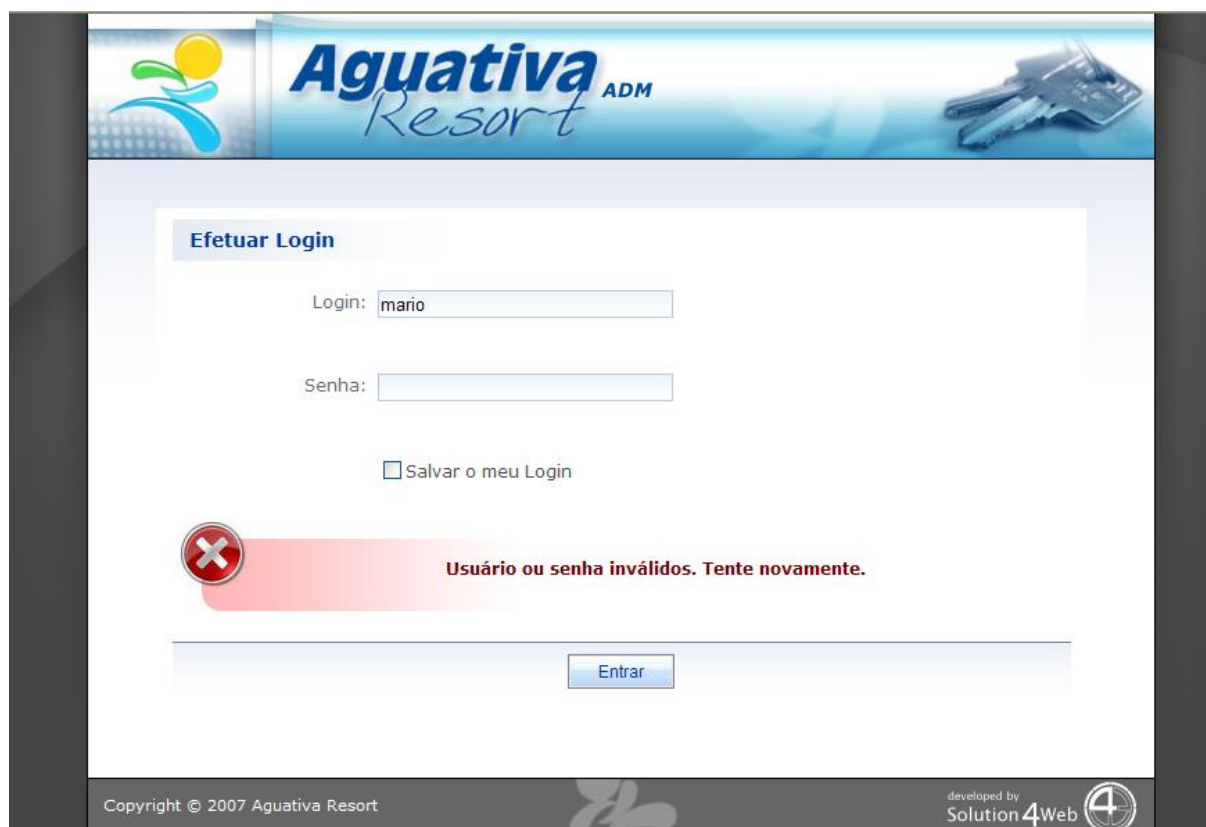 Aguativa ADM
Resort
Efetuar Login
Login: mario
Senha:
Salvar o meu Login
Usuário ou senha inválidos. Tente novamente.
Entrar
Copyright © 2007 Aguativa Resort
developed by
Solution 4Web
4